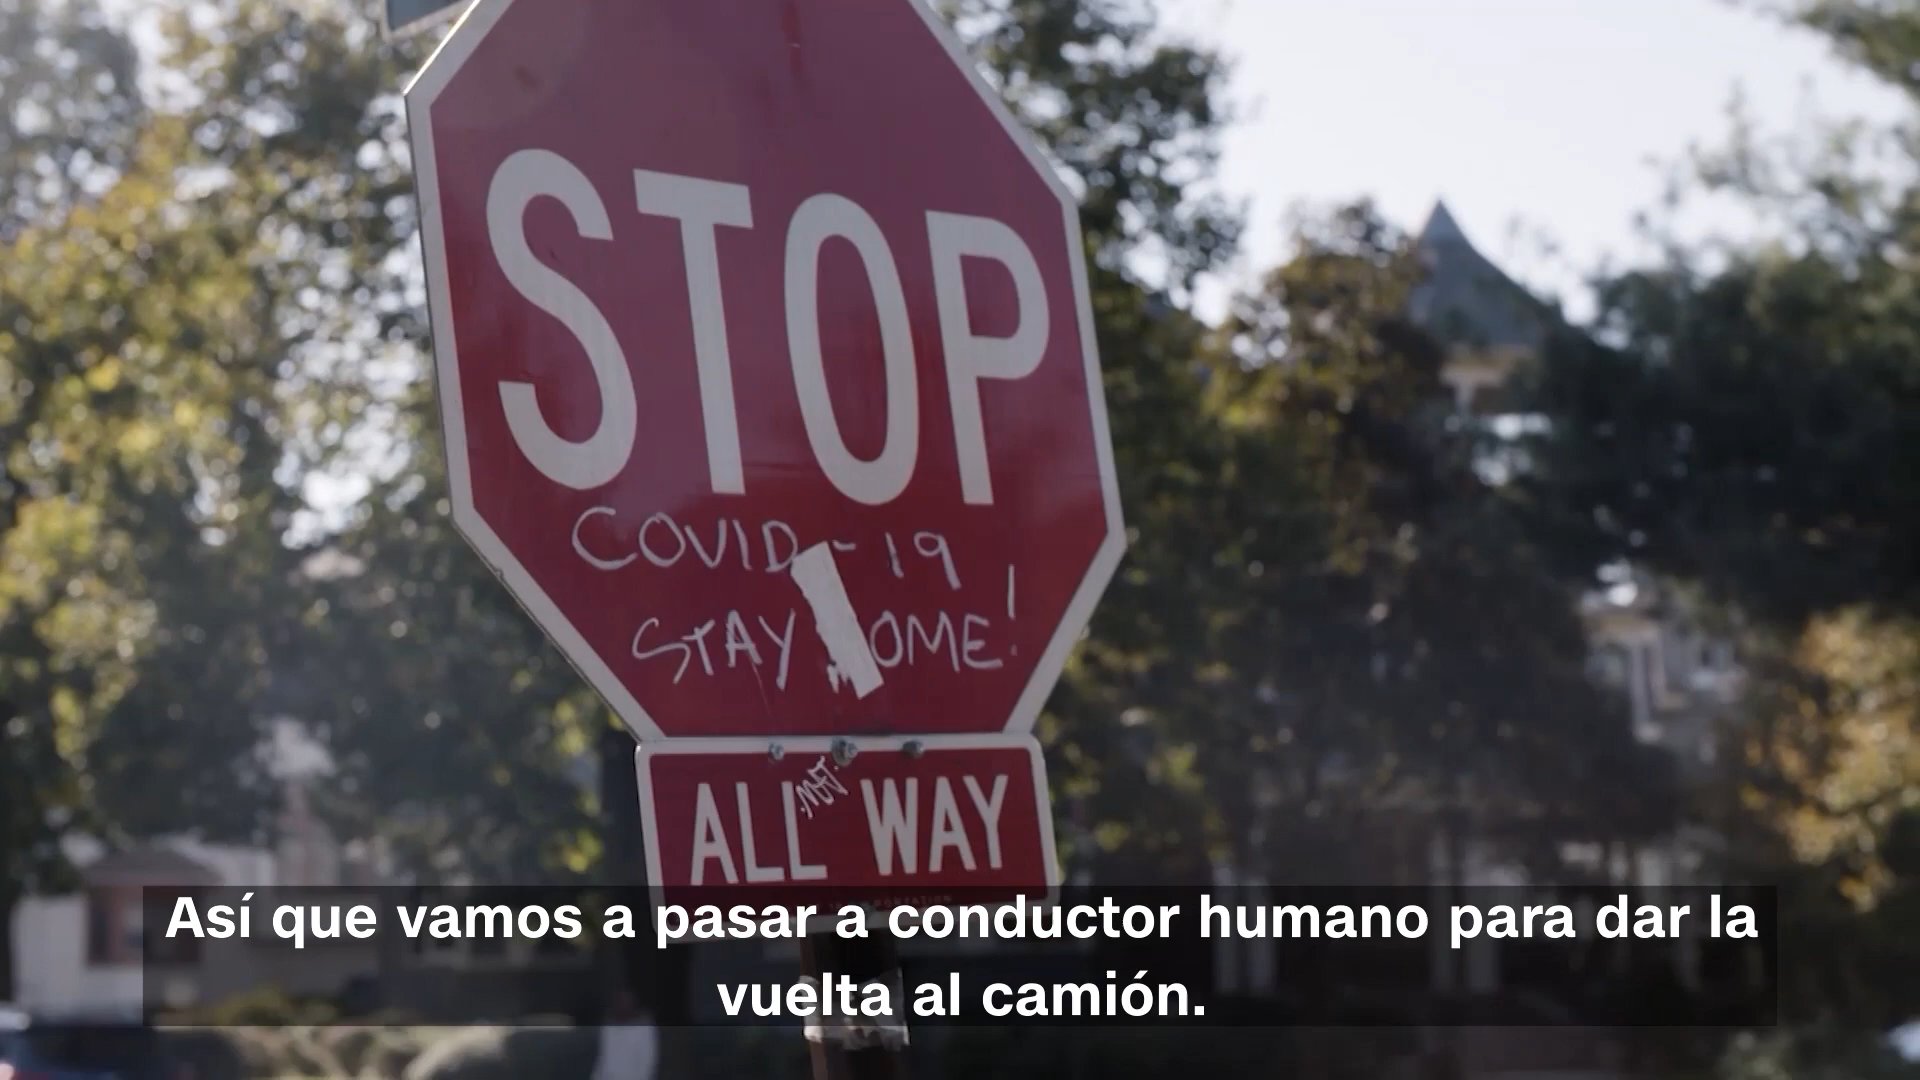 STOP
COVID-19
STAY OME!
NOT
ALL WAY
Así que vamos a pasar a conductor humano para dar la
vuelta al camión.